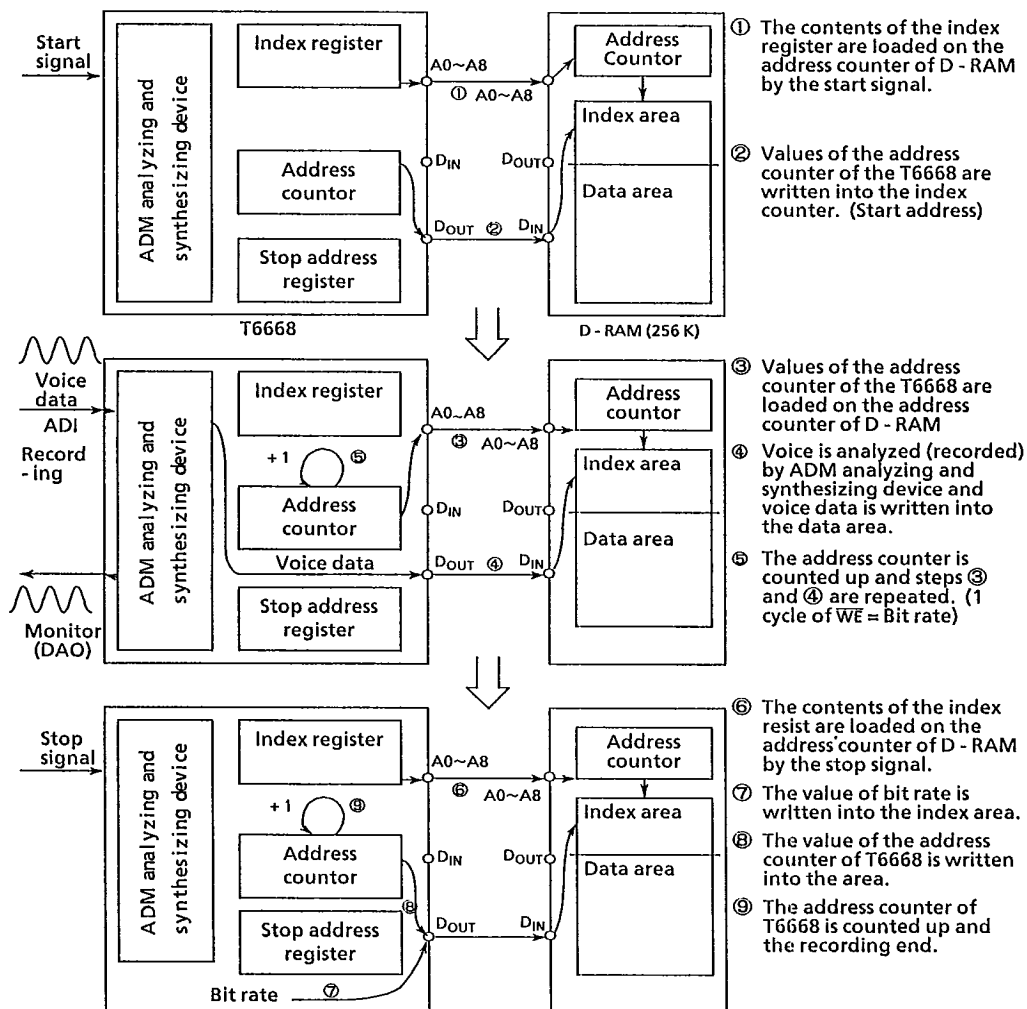 Start
signal
ADM analyzing and
synthesizing device
Index register
Address
countor
Stop address
register
T6668
A0~A8
① A0~A8
DIN
DOUT
DOUT ② DIN
Address
Countor
Index area
Data area
D - RAM (256 K)
① The contents of the index
register are loaded on the
address counter of D - RAM
by the start signal.
② Values of the address
counter of the T6668 are
written into the index
counter. (Start address)
Voice
data
ADI
Record
-ing
Monitor
(DAO)
ADM analyzing and
synthesizing device
Index register
+1 ⑤
Address
countor
Voice data
Stop address
register
A0~A8
③ A0~A8
DIN
DOUT
DOUT ④ DIN
Address
countor
Index area
Data area
③ Values of the address
counter of the T6668 are
loaded on the address
counter of D - RAM
④ Voice is analyzed (recorded)
by ADM analyzing and
synthesizing device and
voice data is written into
the data area.
⑤ The address counter is
counted up and steps ③
and ④ are repeated. (1
cycle of W̅E̅ = Bit rate)
Stop
signal
ADM analyzing and
synthesizing device
Index register
+1 ⑨
Address
countor
⑧
Stop address
register
Bit rate ⑦
A0~A8
⑥ A0~A8
DIN
DOUT
DOUT DIN
Address
countor
Index area
Data area
⑥ The contents of the index
resist are loaded on the
address counter of D - RAM
by the stop signal.
⑦ The value of bit rate is
written into the index area.
⑧ The value of the address
counter of T6668 is written
into the area.
⑨ The address counter of
T6668 is counted up and
the recording end.